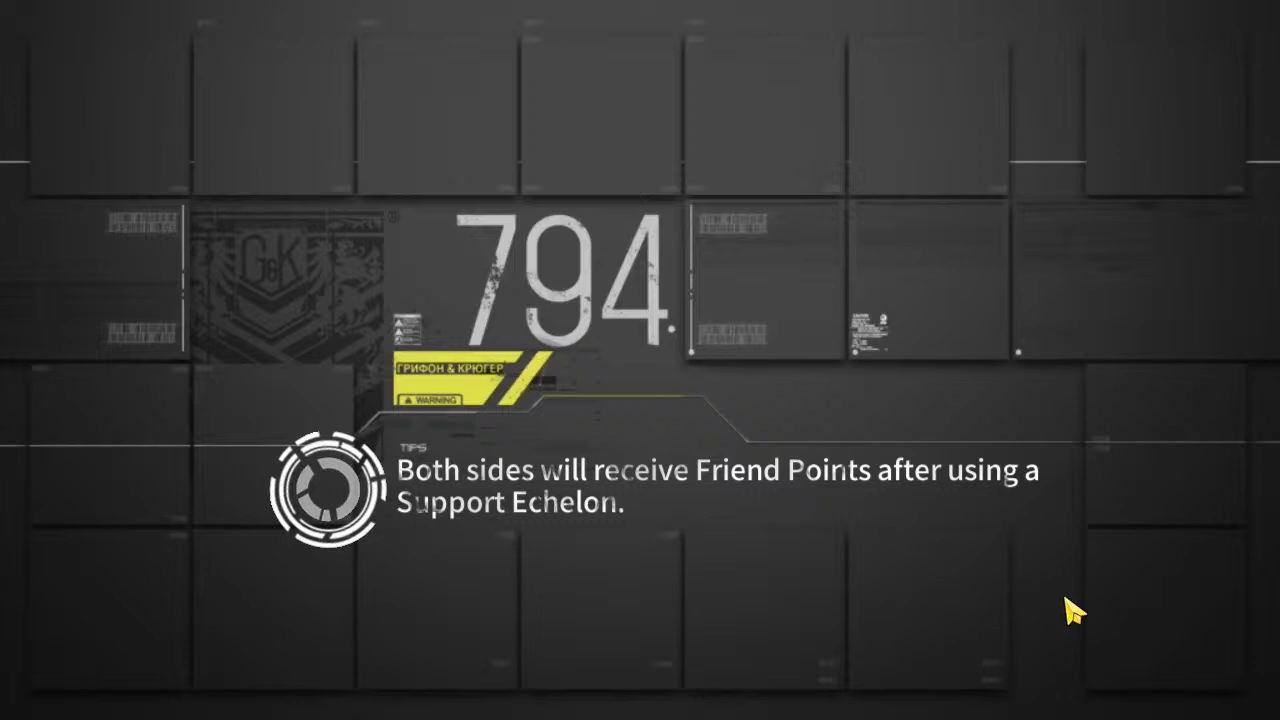 G&K
794.
ГРИФОН & КРЮГЕР
WARNING
TIPS
Both sides will receive Friend Points after using a
Support Echelon.